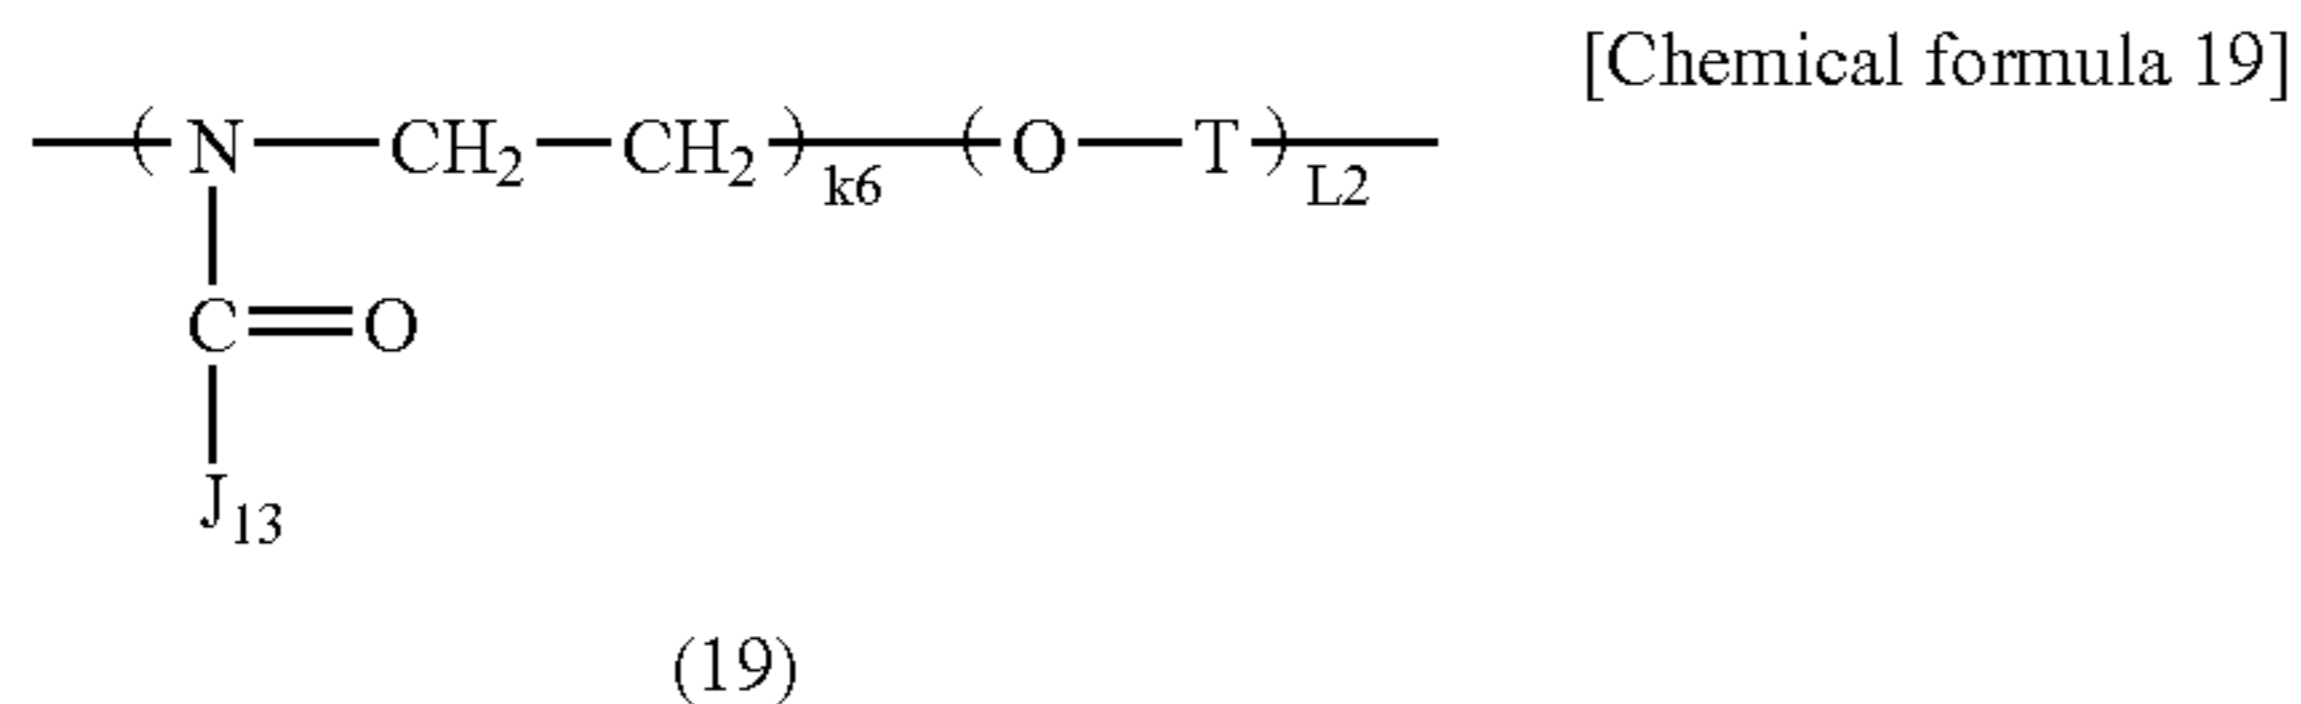 [Chemical formula 19]
—( N — CH₂ — CH₂ )k6 —( O — T )L2 —
C=O
J₁₃
(19)